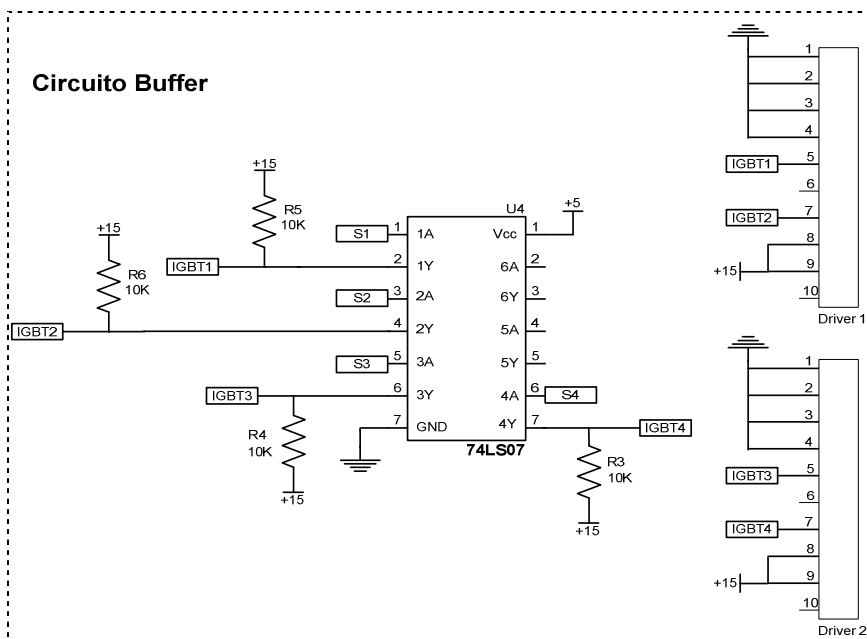 Circuito Buffer
+15
R5
10K
+15
R6
10K
IGBT1
IGBT2
S1
S2
S3
IGBT3
R4
10K
+15
U4
+5
1 1A Vcc 1
2 1Y 6A 2
3 2A 6Y 3
4 2Y 5A 4
5 3A 5Y 5
6 3Y 4A 6
7 GND 4Y 7
74LS07
S4
IGBT4
R3
10K
+15
1
2
3
4
IGBT1 5
6
IGBT2 7
8
+15 9
10
Driver 1
1
2
3
4
IGBT3 5
6
IGBT4 7
8
+15 9
10
Driver 2